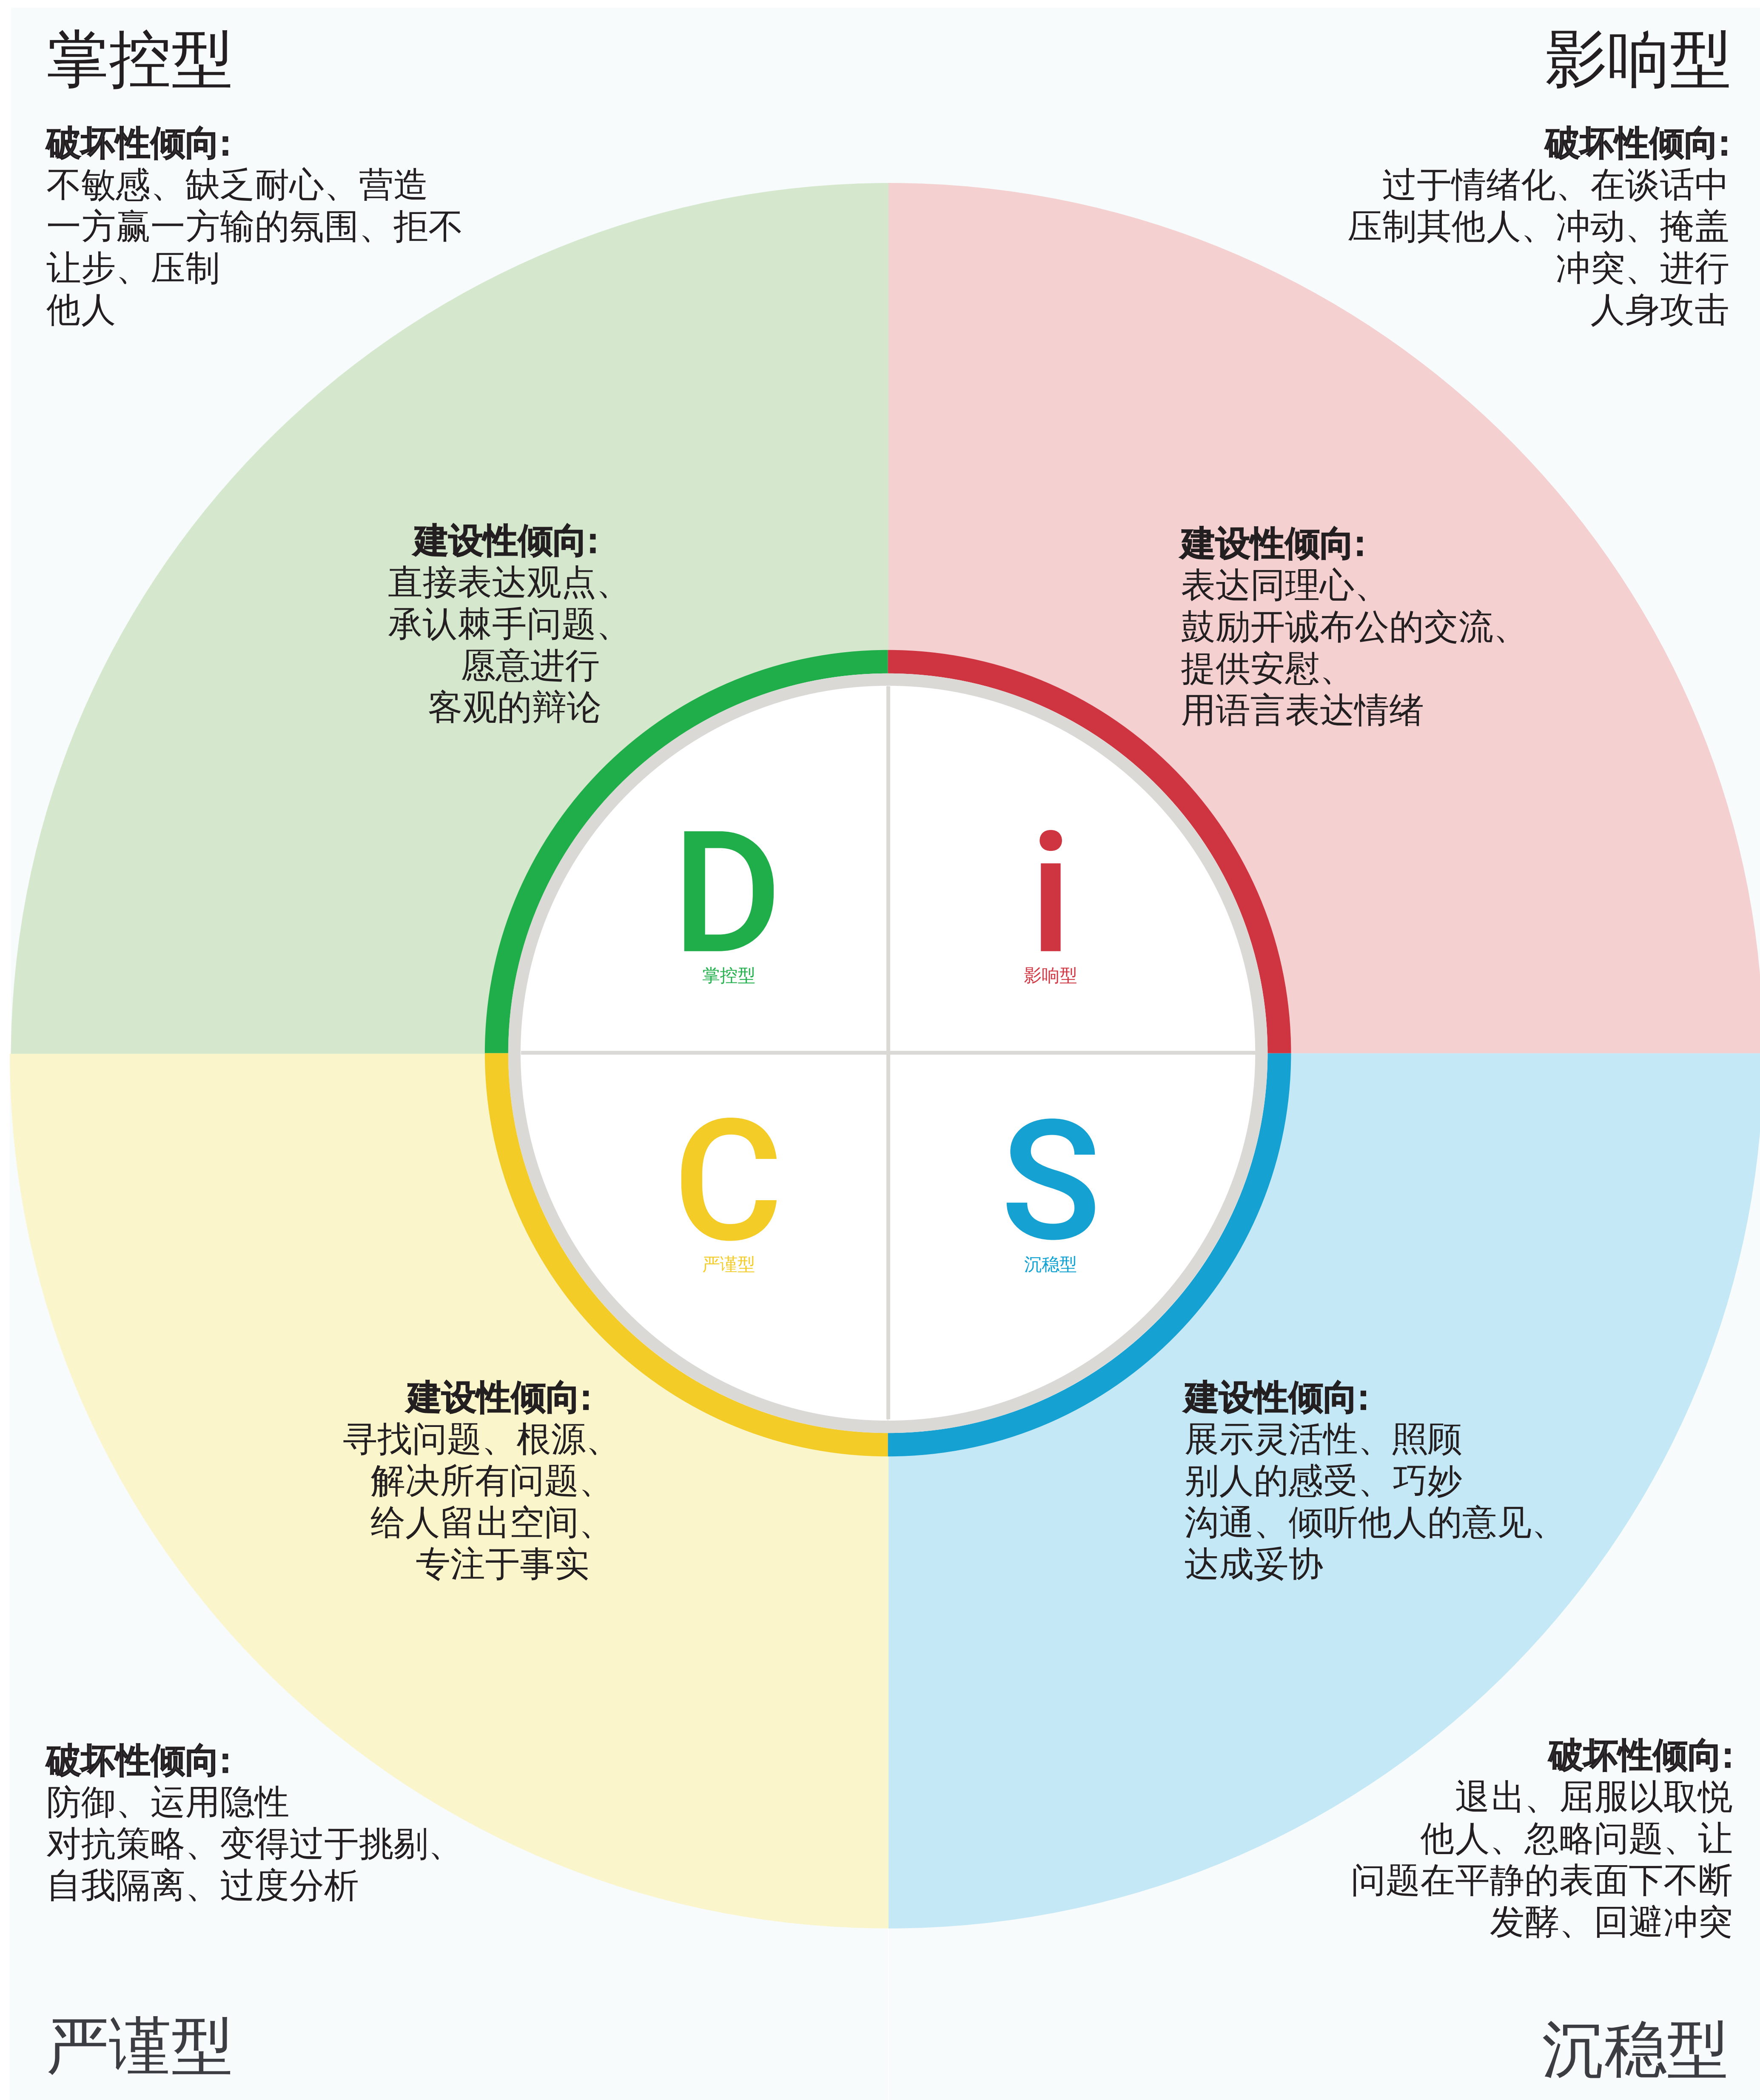 掌控型
破坏性倾向:
不敏感、缺乏耐心、营造
一方赢一方输的氛围、拒不
让步、压制
他人
影响型
破坏性倾向:
过于情绪化、在谈话中
压制其他人、冲动、掩盖
冲突、进行
人身攻击
建设性倾向:
直接表达观点、
承认棘手问题、
愿意进行
客观的辩论
建设性倾向:
表达同理心、
鼓励开诚布公的交流、
提供安慰、
用语言表达情绪
D
掌控型
i
影响型
C
严谨型
S
沉稳型
建设性倾向:
寻找问题、根源、
解决所有问题、
给人留出空间、
专注于事实
建设性倾向:
展示灵活性、照顾
别人的感受、巧妙
沟通、倾听他人的意见、
达成妥协
破坏性倾向:
防御、运用隐性
对抗策略、变得过于挑剔、
自我隔离、过度分析
严谨型
破坏性倾向:
退出、屈服以取悦
他人、忽略问题、让
问题在平静的表面下不断
发酵、回避冲突
沉稳型